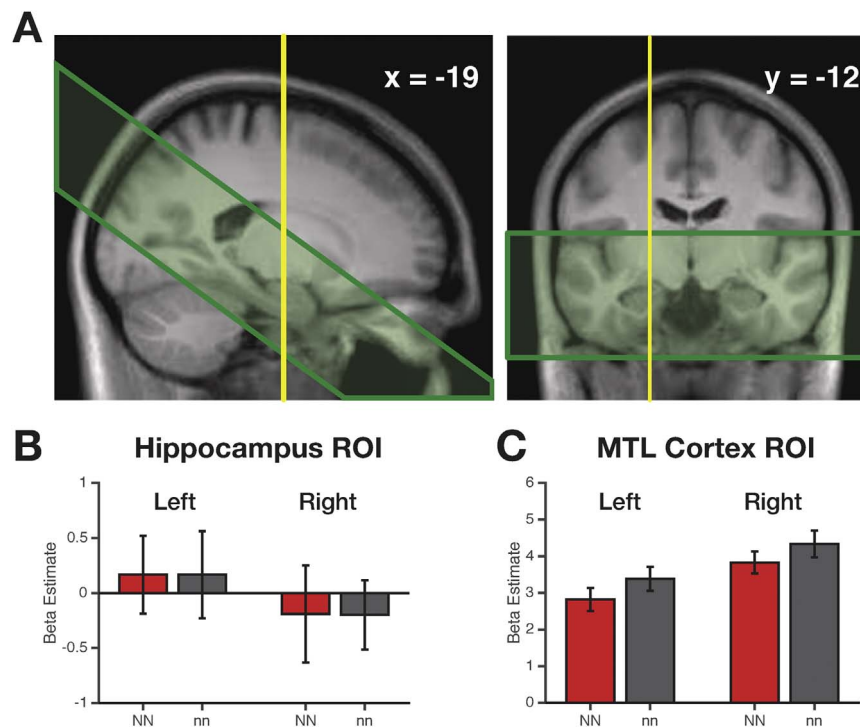 A
x = -19
y = -12
B Hippocampus ROI
Left Right
1
0.5
0
-0.5
-1
Beta Estimate
NN nn NN nn
C MTL Cortex ROI
Left Right
6
5
4
3
2
1
0
Beta Estimate
NN nn NN nn